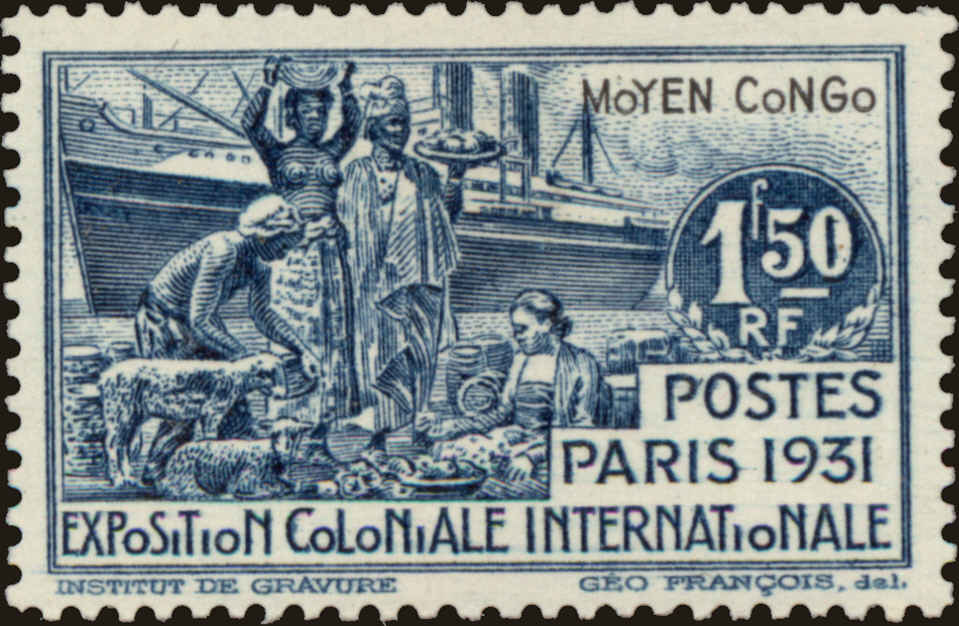 MOYEN CONGO
1f50
RF
POSTES
PARIS 1931
EXPOSITION COLONIALE INTERNATIONALE
INSTITUT DE GRAVURE
GÉO FRANÇOIS, del.